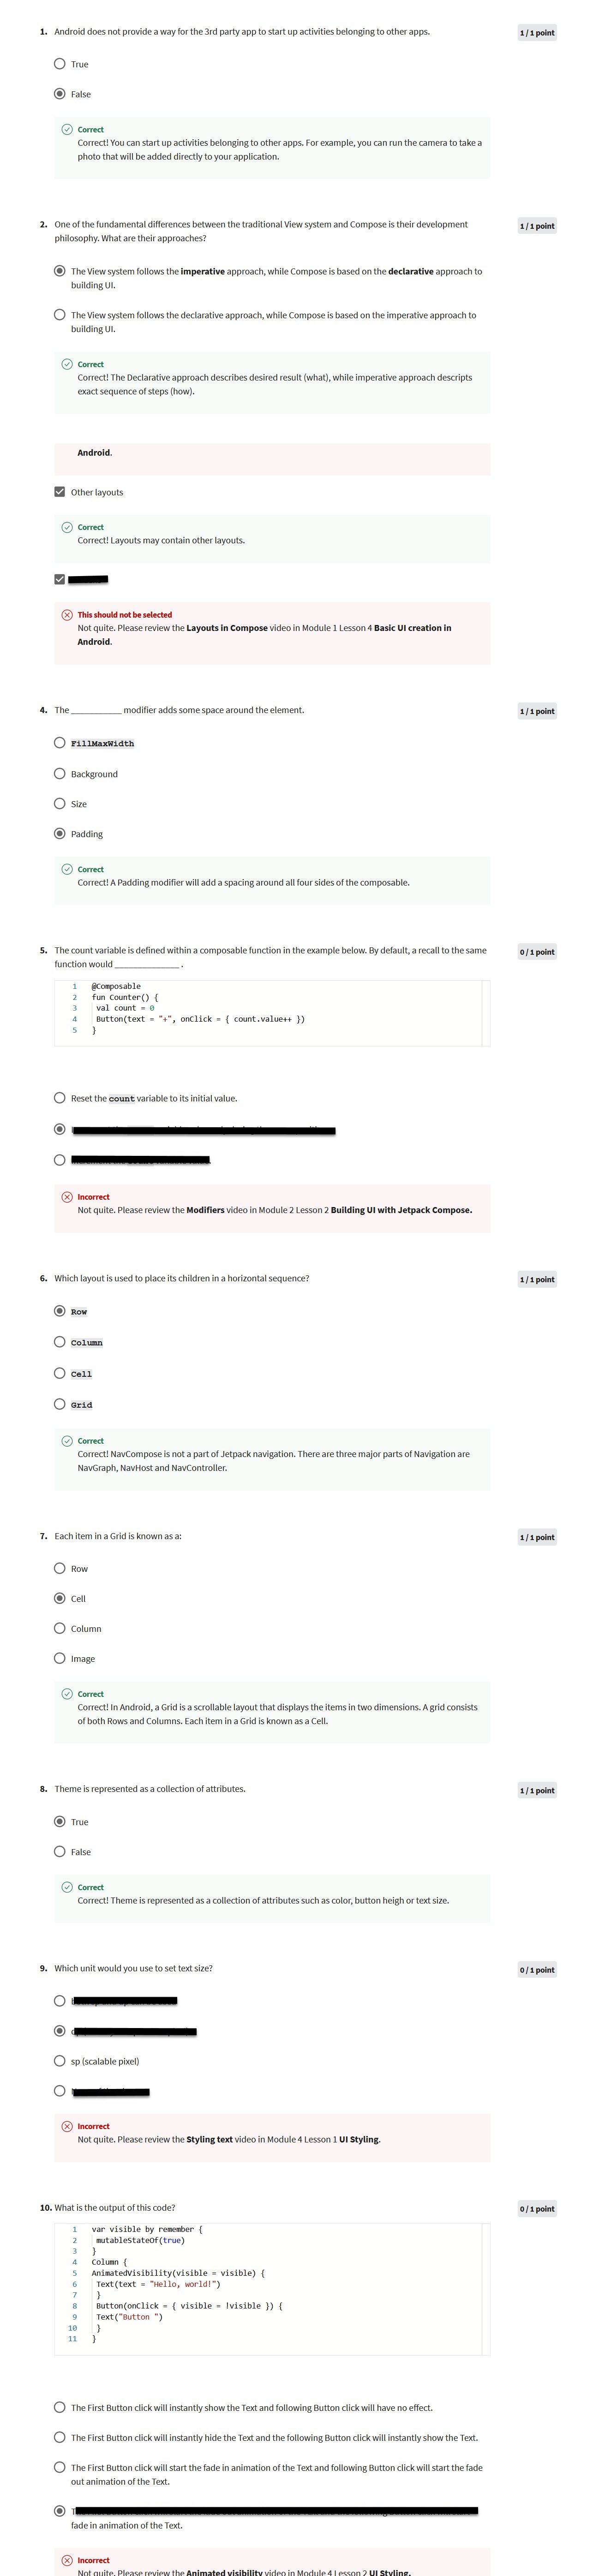 1. Android does not provide a way for the 3rd party app to start up activities belonging to other apps.
1 / 1 point
True
False
Correct
Correct! You can start up activities belonging to other apps. For example, you can run the camera to take a
photo that will be added directly to your application.
2. One of the fundamental differences between the traditional View system and Compose is their development
philosophy. What are their approaches?
1 / 1 point
The View system follows the imperative approach, while Compose is based on the declarative approach to
building UI.
The View system follows the declarative approach, while Compose is based on the imperative approach to
building UI.
Correct
Correct! The Declarative approach describes desired result (what), while imperative approach descripts
exact sequence of steps (how).
Android.
Other layouts
Correct
Correct! Layouts may contain other layouts.
This should not be selected
Not quite. Please review the Layouts in Compose video in Module 1 Lesson 4 Basic UI creation in
Android.
4. The ___________ modifier adds some space around the element.
1 / 1 point
FillMaxWidth
Background
Size
Padding
Correct
Correct! A Padding modifier will add a spacing around all four sides of the composable.
5. The count variable is defined within a composable function in the example below. By default, a recall to the same
function would ______________ .
0 / 1 point
1 @Composable
2 fun Counter() {
3 val count = 0
4 Button(text = "+", onClick = { count.value++ })
5 }
Reset the count variable to its initial value.
Incorrect
Not quite. Please review the Modifiers video in Module 2 Lesson 2 Building UI with Jetpack Compose.
6. Which layout is used to place its children in a horizontal sequence?
1 / 1 point
Row
Column
Cell
Grid
Correct
Correct! NavCompose is not a part of Jetpack navigation. There are three major parts of Navigation are
NavGraph, NavHost and NavController.
7. Each item in a Grid is known as a:
1 / 1 point
Row
Cell
Column
Image
Correct
Correct! In Android, a Grid is a scrollable layout that displays the items in two dimensions. A grid consists
of both Rows and Columns. Each item in a Grid is known as a Cell.
8. Theme is represented as a collection of attributes.
1 / 1 point
True
False
Correct
Correct! Theme is represented as a collection of attributes such as color, button heigh or text size.
9. Which unit would you use to set text size?
0 / 1 point
sp (scalable pixel)
Incorrect
Not quite. Please review the Styling text video in Module 4 Lesson 1 UI Styling.
10. What is the output of this code?
0 / 1 point
1 var visible by remember {
2 mutableStateOf(true)
3 }
4 Column {
5 AnimatedVisibility(visible = visible) {
6 Text(text = "Hello, world!")
7 }
8 Button(onClick = { visible = !visible }) {
9 Text("Button ")
10 }
11 }
The First Button click will instantly show the Text and following Button click will have no effect.
The First Button click will instantly hide the Text and the following Button click will instantly show the Text.
The First Button click will start the fade in animation of the Text and following Button click will start the fade
out animation of the Text.
fade in animation of the Text.
Incorrect
Not quite. Please review the Animated visibility video in Module 4 Lesson 2 UI Styling.